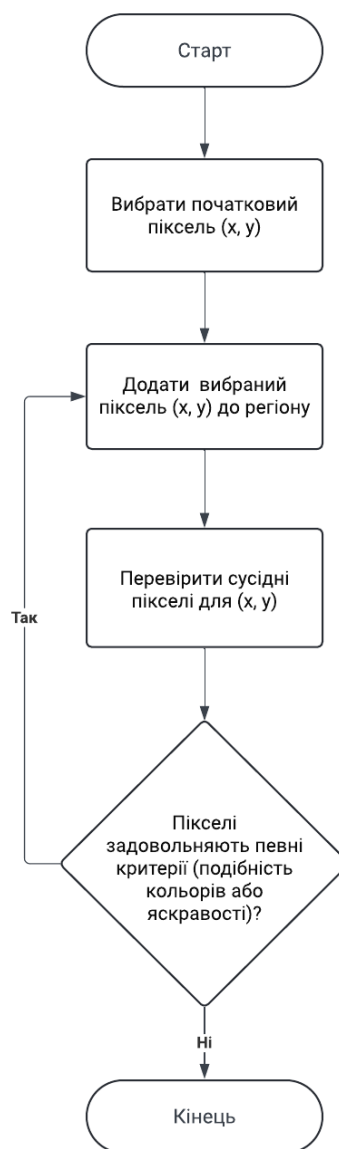 Старт
Вибрати початковий
піксель (x, y)
Додати вибраний
піксель (x, y) до регіону
Перевірити сусідні
пікселі для (x, y)
Так
Пікселі
задовольняють певні
критерії (подібність
кольорів або
яскравості)?
Ні
Кінець